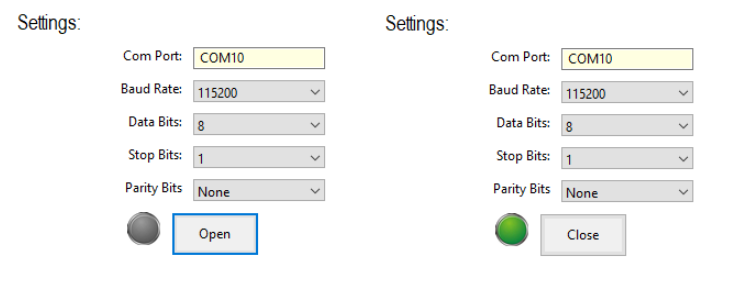 Settings:
Com Port: COM10
Baud Rate: 115200
Data Bits: 8
Stop Bits: 1
Parity Bits None
Open
Settings:
Com Port: COM10
Baud Rate: 115200
Data Bits: 8
Stop Bits: 1
Parity Bits None
Close